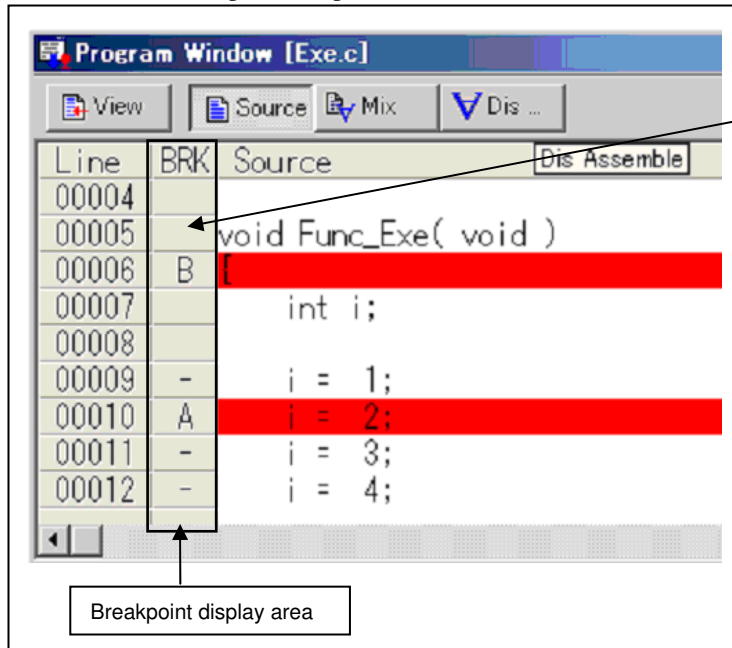 Program Window [Exe.c]
View Source Mix Dis ...
Line BRK Source Dis Assemble
00004
00005 void Func_Exe( void )
00006 B {
00007 int i;
00008
00009 - i = 1;
00010 A i = 2;
00011 - i = 3;
00012 - i = 4;
Breakpoint display area